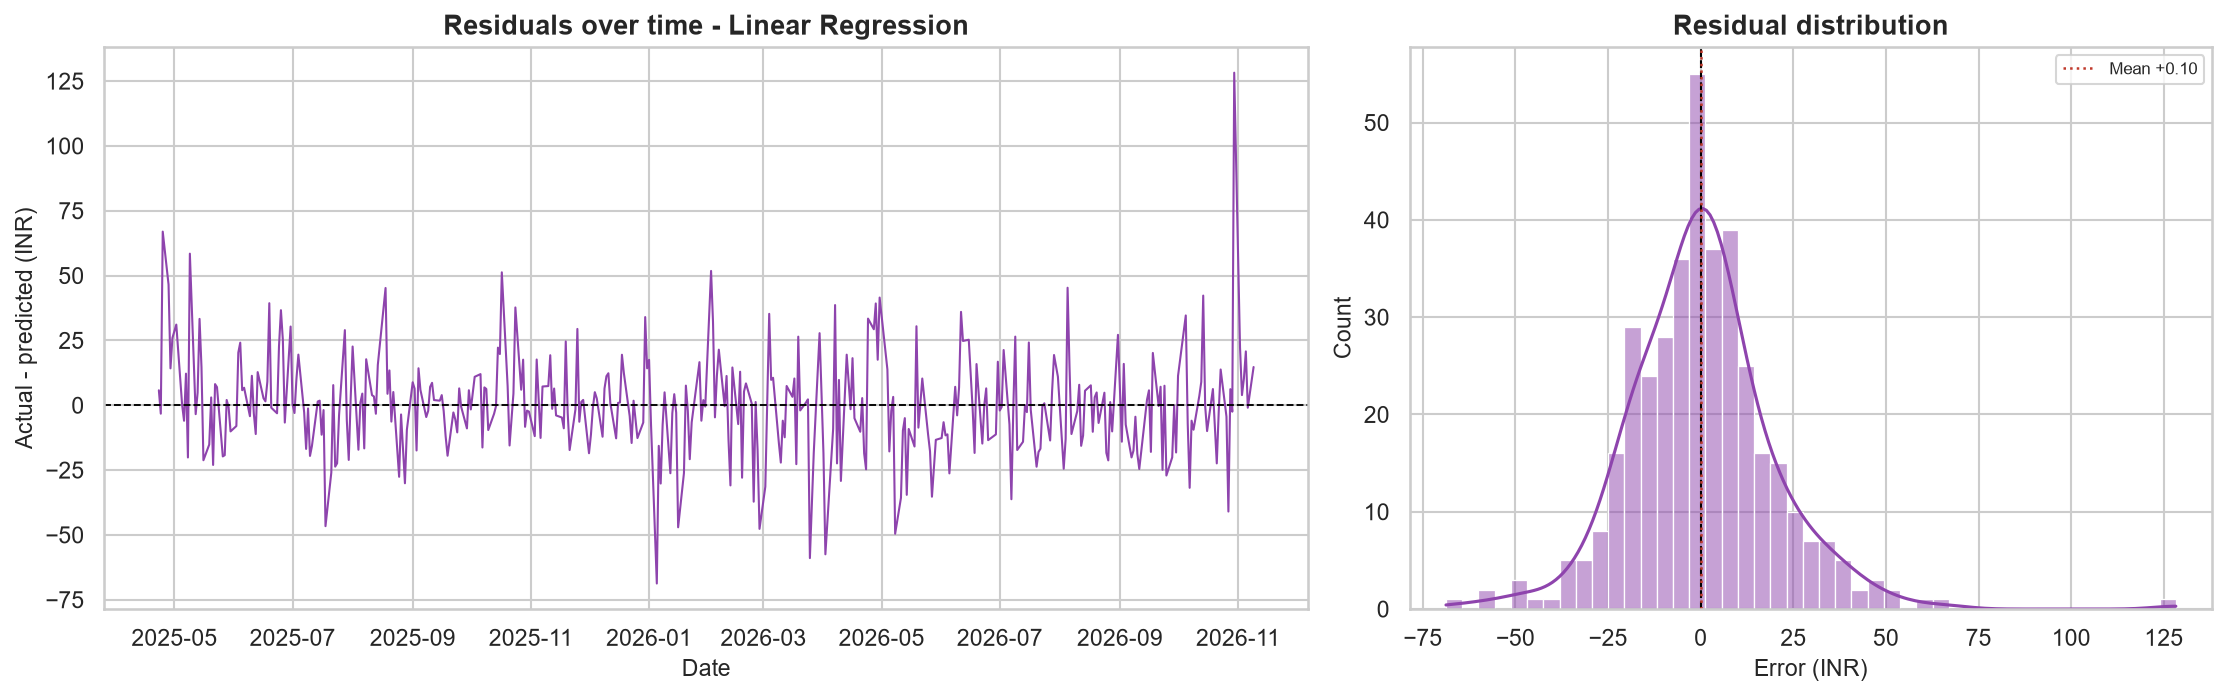 Residuals over time - Linear Regression
Actual - predicted (INR)
125
100
75
50
25
0
−25
−50
−75
2025-05 2025-07 2025-09 2025-11 2026-01 2026-03 2026-05 2026-07 2026-09 2026-11
Date
Residual distribution
Mean +0.10
Count
50
40
30
20
10
0
−75 −50 −25 0 25 50 75 100 125
Error (INR)